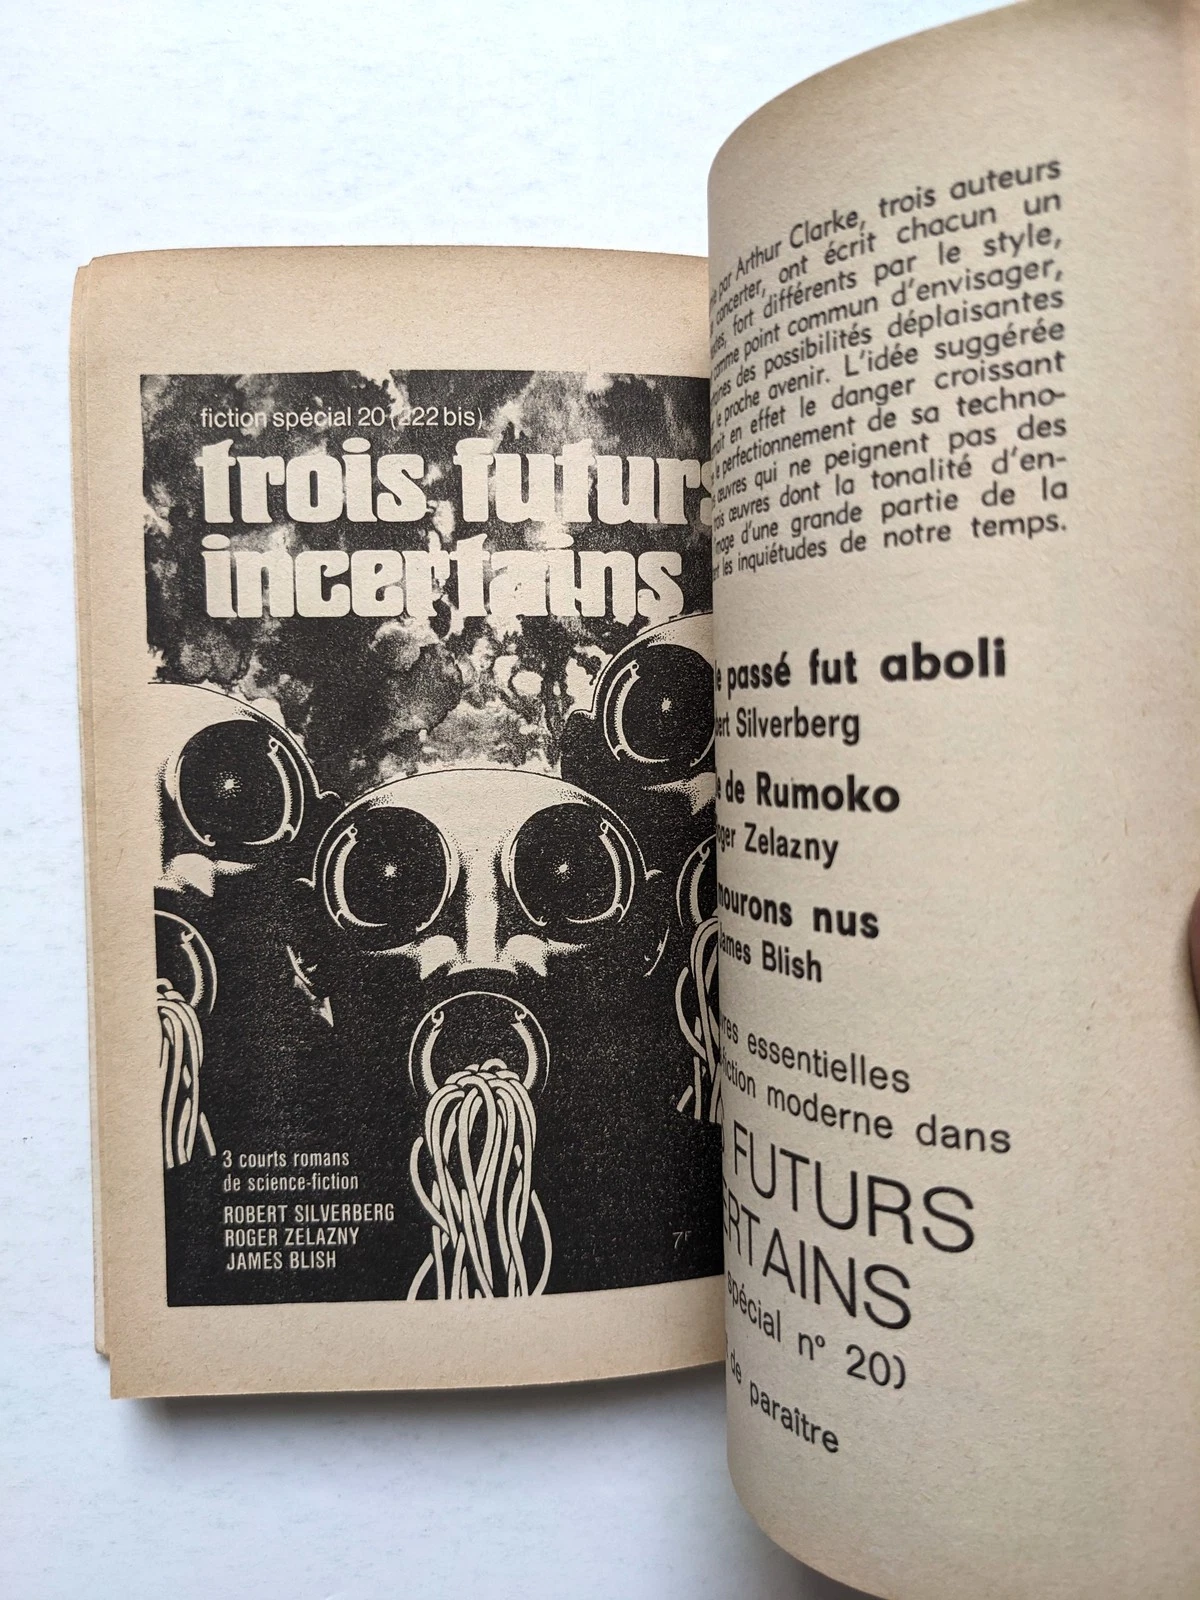 fiction spécial 20 (222 bis)
trois futurs
incertains
3 courts romans
de science-fiction
ROBERT SILVERBERG
ROGER ZELAZNY
JAMES BLISH
par Arthur Clarke, trois auteurs
concerter, ont écrit chacun un
fort différents par le style,
comme point commun d'envisager,
des possibilités déplaisantes
le proche avenir. L'idée suggérée
en effet le danger croissant
le perfectionnement de sa techno-
œuvres qui ne peignent pas des
trois œuvres dont la tonalité d'en-
image d'une grande partie de la
les inquiétudes de notre temps.
le passé fut aboli
Silverberg
de Rumoko
Zelazny
mourons nus
James Blish
essentielles
moderne dans
FUTURS
spécial n° 20)
de paraître